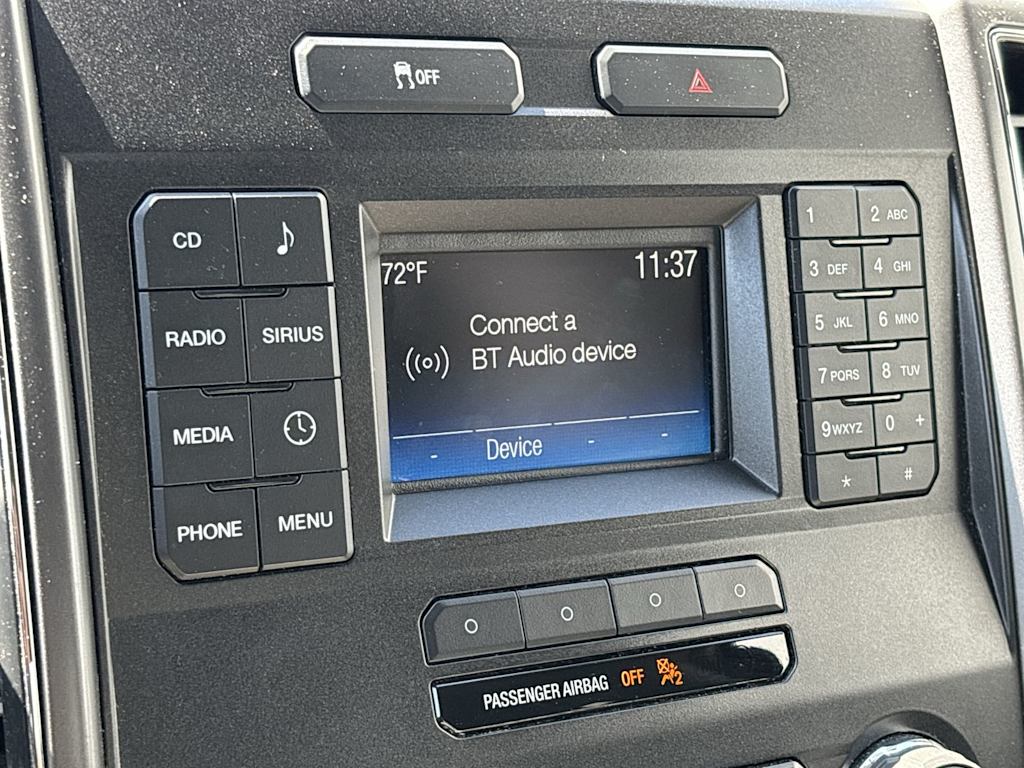 OFF
CD
RADIO SIRIUS
MEDIA
PHONE MENU
72°F 11:37
Connect a
BT Audio device
- Device - -
1 2 ABC
3 DEF 4 GHI
5 JKL 6 MNO
7 PQRS 8 TUV
9 WXYZ 0 +
* #
PASSENGER AIRBAG OFF 2